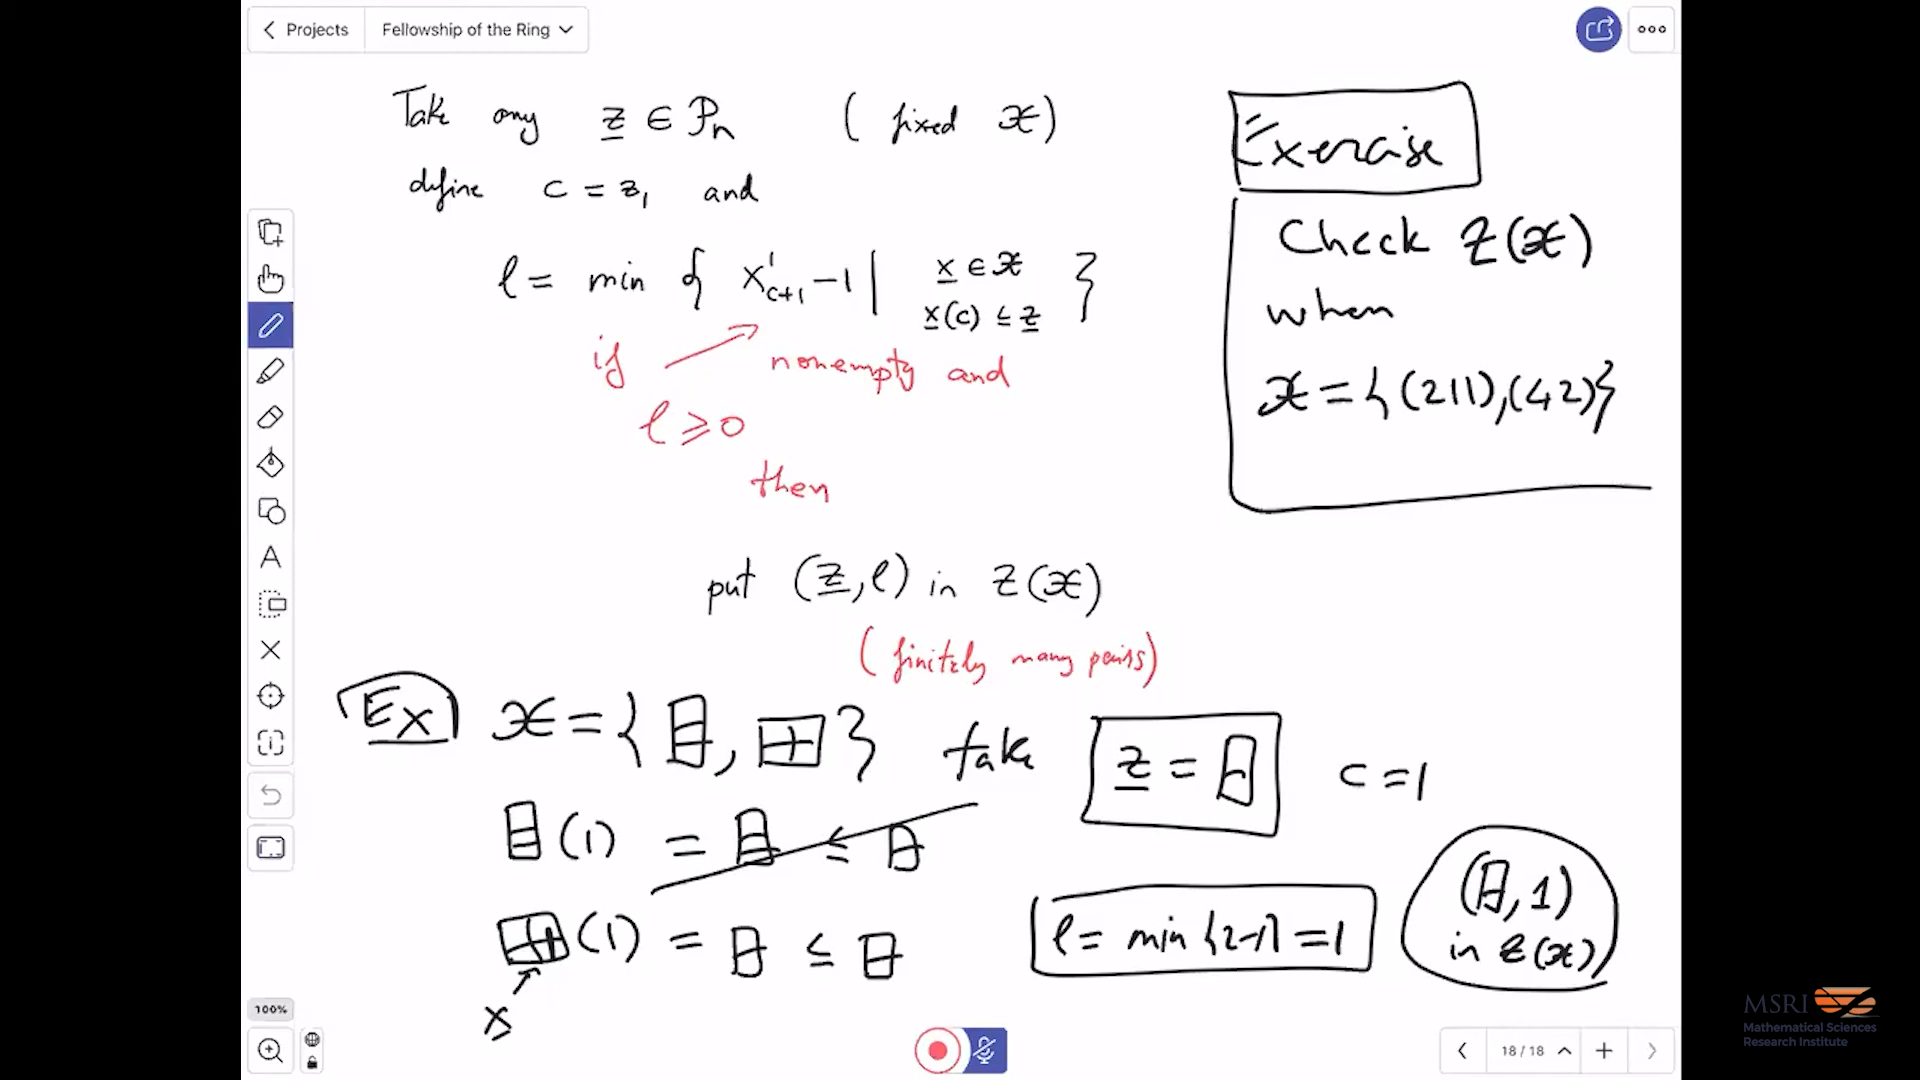 Projects
Fellowship of the Ring
Take any z ∈ Pn (fixed 𝒳)
define c = z₁ and
ℓ = min { x'c+1 − 1 | x ∈ 𝒳
x(c) ≤ z }
if nonempty and
ℓ ⩾ 0
then
put (z, ℓ) in Z(𝒳)
(finitely many pairs)
Exercise
Check Z(𝒳)
when
𝒳 = {(211),(42)}
Ex 𝒳 = { , } take z = c = 1
(1) = ≤
(1) = ≤
x
ℓ = min {2-1} = 1
( , 1)
in Z(𝒳)
100%
18 / 18
A
MSRI
Mathematical Sciences
Research Institute